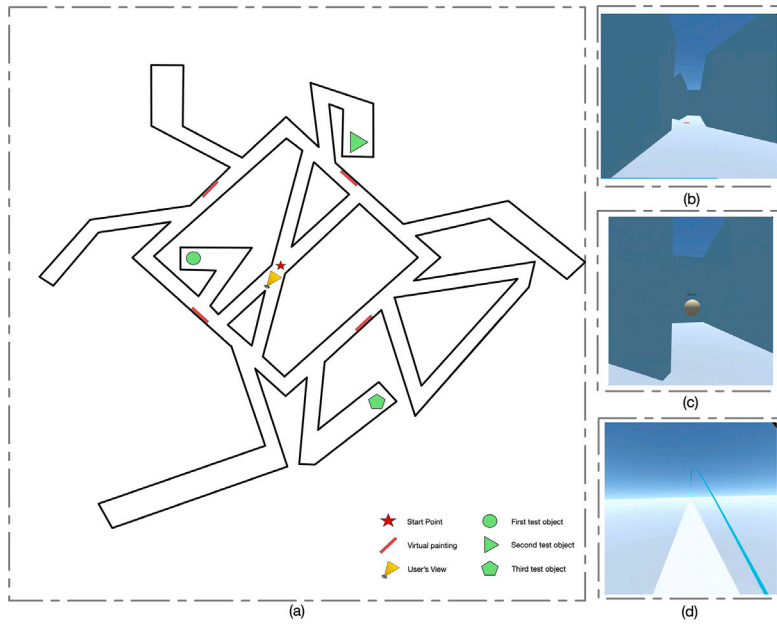 (b)
(c)
Start Point
First test object
Virtual painting
Second test object
User's View
Third test object
(a)
(d)